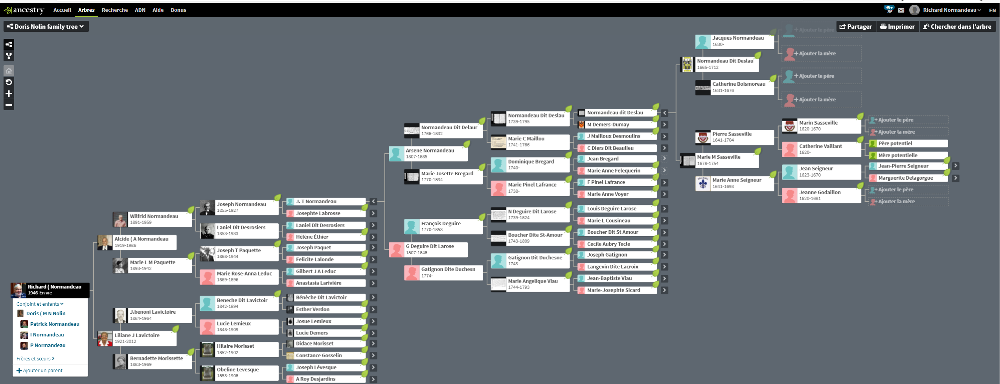 ancestry
Accueil
Arbres
Recherche
ADN
Aide
Bonus
99+
Richard Normandeau
EN
Doris Nolin family tree
Partager
Imprimer
Chercher dans l'arbre
Richard ( Normandeau
1946-En vie
Conjoint et enfants
Doris ( M N Nolin
Patrick Normandeau
I Normandeau
P Normandeau
Frères et sœurs
Ajouter un parent
Alcide ( A Normandeau
1919-1986
Liliane J Lavictoire
1921-2012
Wilfrid Normandeau
1891-1959
Marie L M Paquette
1893-1942
J.benoni Lavictoire
1884-1964
Bernadette Morissette
1883-1969
Joseph Normandeau
1855-1927
Laniel Dit Desrosiers
1853-1933
Joseph T Paquette
1868-1944
Marie Rose-Anna Leduc
1869-1896
Beneche Dit Lavictoir
1842-1894
Lucie Lemieux
1848-1909
Hilaire Morisset
1852-1902
Obeline Levesque
1853-1908
J. T Normandeau
Josephte Labrosse
Laniel Dit Desrosiers
Hélène Éthier
Joseph Paquet
Felicite Lalonde
Gilbert J A Leduc
Anastasia Larivière
Bénèche Dit Lavictoir
Esther Verdon
Josue Lemieux
Lucie Demers
Didace Morisset
Constance Gosselin
Joseph Lévesque
A Roy Desjardins
Arsene Normandeau
1807-1885
G Deguire Dit Larose
1807-1848
Normandeau Dit Delaur
1766-1832
Marie Josette Bregard
1770-1834
François Deguire
1770-1853
Gatignon Dite Duchesn
1774-
Normandeau Dit Deslau
1739-1795
Marie C Maillou
1741-1766
Dominique Bregard
1740-
Marie Pinel Lafrance
1738-
N Deguire Dit Larose
1739-1824
Boucher Dite St-Amour
1743-1809
Gatignon Dit Duchesne
1743-
Marie Angelique Viau
1744-1793
Normandeau dit Deslau
M Demers-Dumay
J Mailloux Desmoulins
C Diers Dit Beaulieu
Jean Bregard
Marie Anne Felequerin
F Pinel Lafrance
Marie Anne Voyer
Louis Deguire Larose
Marie L Cousineau
Boucher Dit St Amour
Cecile Aubry Tecle
Joseph Gatignon
Langevin Dite Lacroix
Jean-Baptiste Viau
Marie-Josephte Sicard
Normandeau Dit Deslau
1665-1712
Marie M Sasseville
1678-1754
Jacques Normandeau
1630-
Catherine Boismoreau
1631-1676
Pierre Sasseville
1641-1704
Marie Anne Seigneur
1641-1693
Ajouter le père
Ajouter la mère
Ajouter le père
Ajouter la mère
Marin Sasseville
1620-1670
Catherine Vaillant
1620-
Jean Seigneur
1623-1670
Jeanne Godaillon
1620-1681
Ajouter le père
Ajouter la mère
Père potentiel
Mère potentielle
Jean-Pierre Seigneur
Marguerite Delagorgue
Ajouter le père
Ajouter la mère